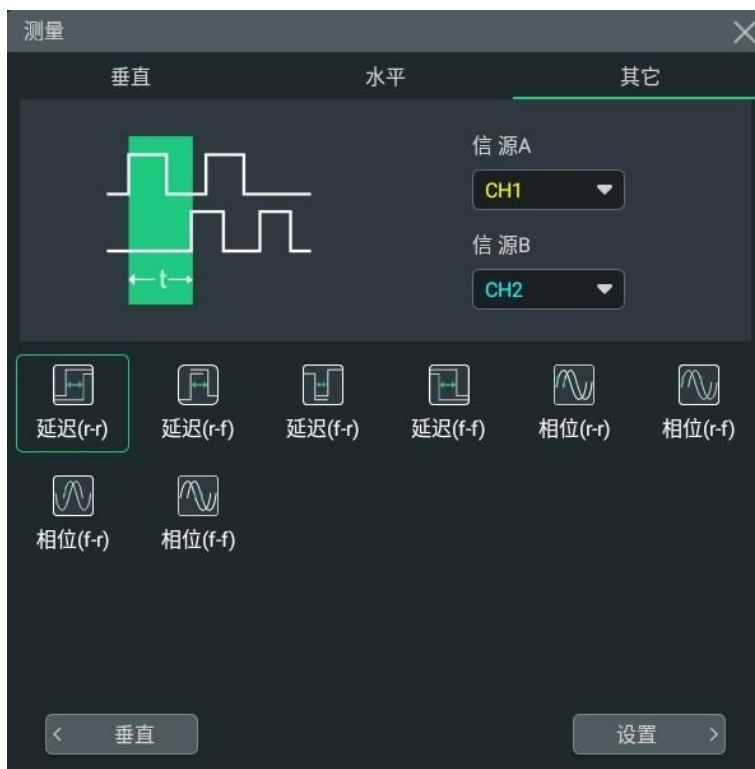 测量
垂直 水平 其它
信源A
CH1
信源B
CH2
t
延迟(r-r) 延迟(r-f) 延迟(f-r) 延迟(f-f) 相位(r-r) 相位(r-f)
相位(f-r) 相位(f-f)
< 垂直 设置 >